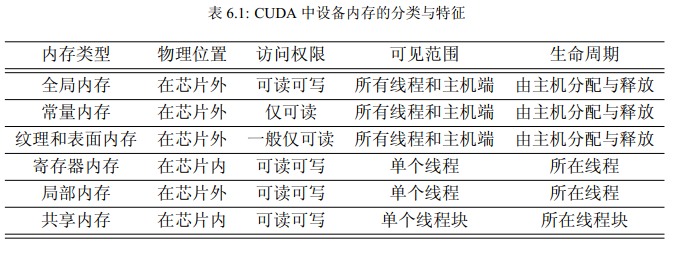 表 6.1: CUDA 中设备内存的分类与特征
内存类型 物理位置 访问权限 可见范围 生命周期
全局内存 在芯片外 可读可写 所有线程和主机端 由主机分配与释放
常量内存 在芯片外 仅可读 所有线程和主机端 由主机分配与释放
纹理和表面内存 在芯片外 一般仅可读 所有线程和主机端 由主机分配与释放
寄存器内存 在芯片内 可读可写 单个线程 所在线程
局部内存 在芯片外 可读可写 单个线程 所在线程
共享内存 在芯片内 可读可写 单个线程块 所在线程块